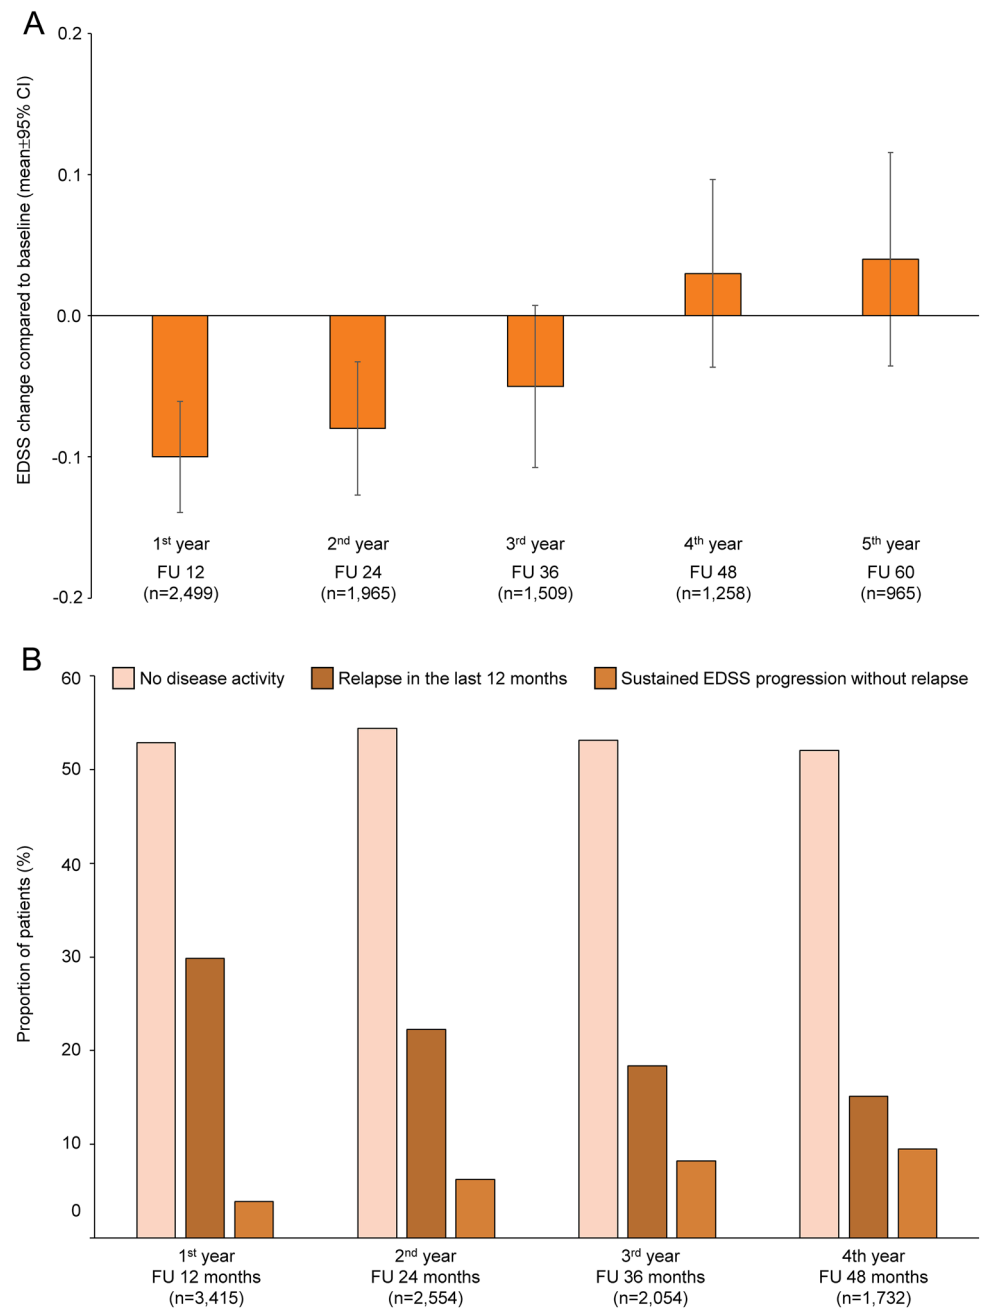 A
EDSS change compared to baseline (mean±95% CI)
0.2
0.1
0.0
-0.1
-0.2
1st year
FU 12
(n=2,499)
2nd year
FU 24
(n=1,965)
3rd year
FU 36
(n=1,509)
4th year
FU 48
(n=1,258)
5th year
FU 60
(n=965)
B
No disease activity
Relapse in the last 12 months
Sustained EDSS progression without relapse
Proportion of patients (%)
60
50
40
30
20
10
0
1st year
FU 12 months
(n=3,415)
2nd year
FU 24 months
(n=2,554)
3rd year
FU 36 months
(n=2,054)
4th year
FU 48 months
(n=1,732)